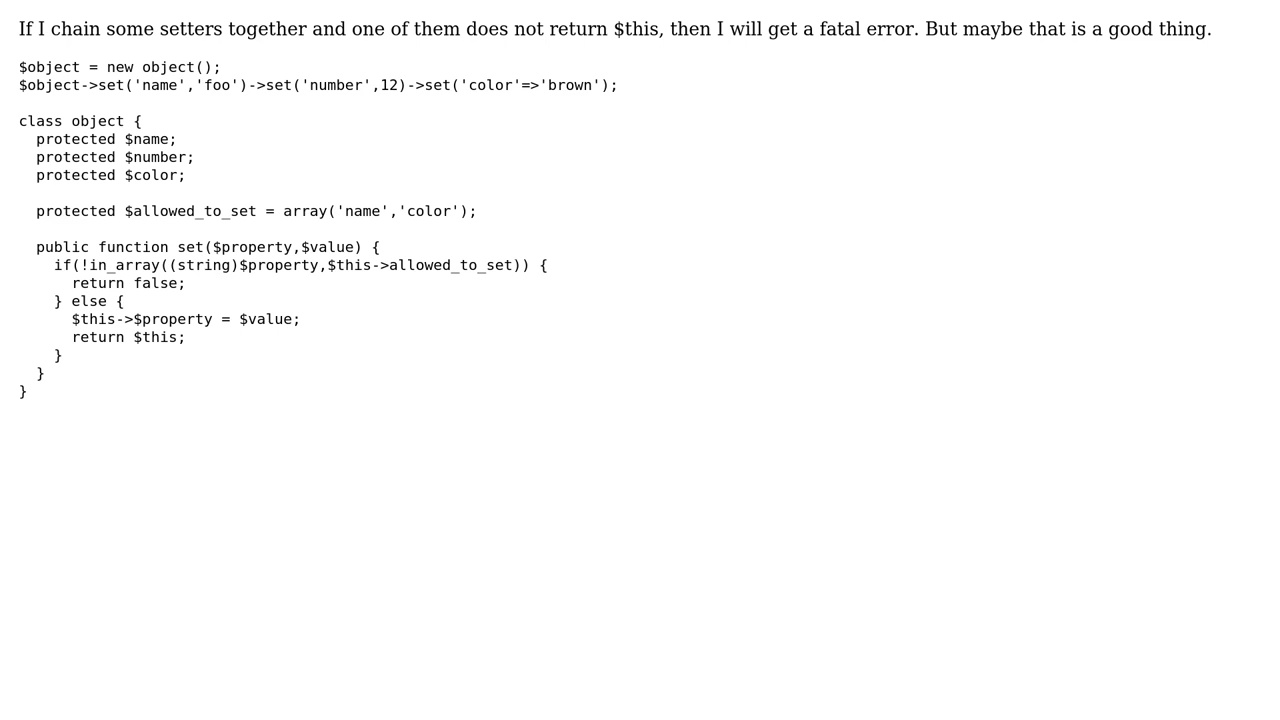 If I chain some setters together and one of them does not return $this, then I will get a fatal error. But maybe that is a good thing.
$object = new object();
$object->set('name','foo')->set('number',12)->set('color'=>'brown');
class object {
protected $name;
protected $number;
protected $color;
protected $allowed_to_set = array('name','color');
public function set($property,$value) {
if(!in_array((string)$property,$this->allowed_to_set)) {
return false;
} else {
$this->$property = $value;
return $this;
}
}
}